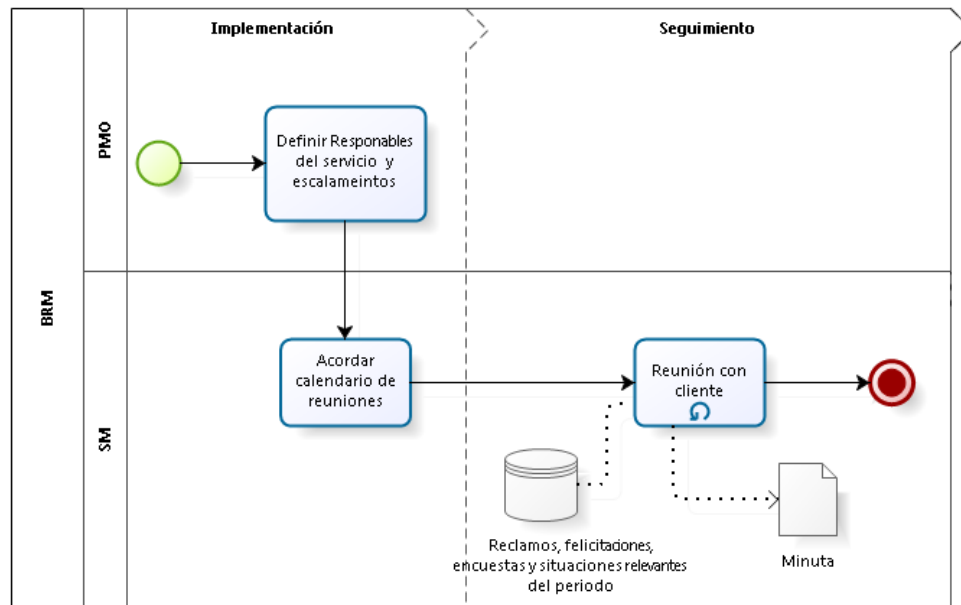 Implementación
Seguimiento
BRM
PMO
Definir Responables
del servicio y
escalameintos
SM
Acordar
calendario de
reuniones
Reunión con
cliente
Reclamos, felicitaciones,
encuestas y situaciones relevantes
del periodo
Minuta